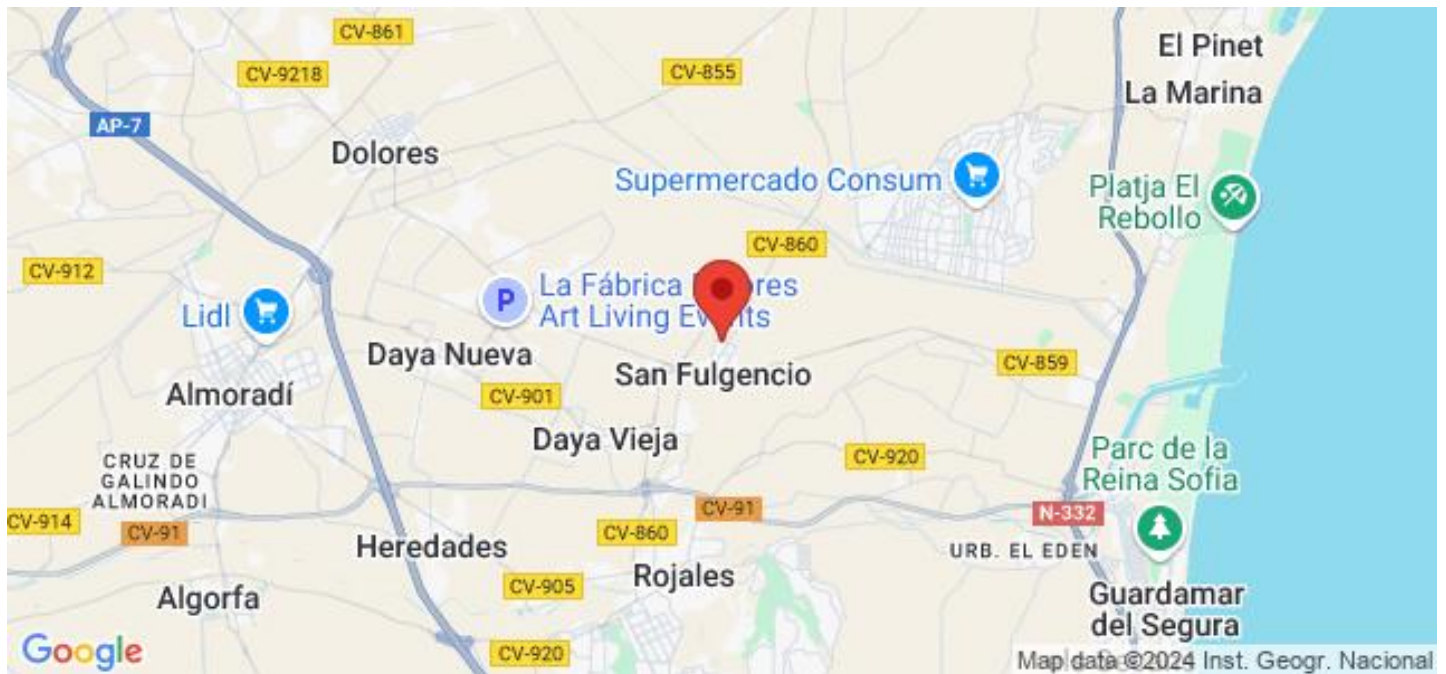 CV-861
El Pinet
CV-9218
CV-855
La Marina
AP-7
Dolores
Supermercado Consum
Platja El
Rebollo
CV-860
CV-912
La Fábrica
Art Living
P
Lidl
Daya Nueva
CV-859
San Fulgencio
Almoradí
CV-901
Daya Vieja
CV-920
Parc de la
Reina Sofia
CRUZ DE
GALINDO
ALMORADI
CV-91
N-332
CV-914
CV-91
CV-860
Heredades
URB. EL EDEN
Rojales
CV-905
Algorfa
Guardamar
del Segura
Google
CV-920
Map data ©2024 Inst. Geogr. Nacional